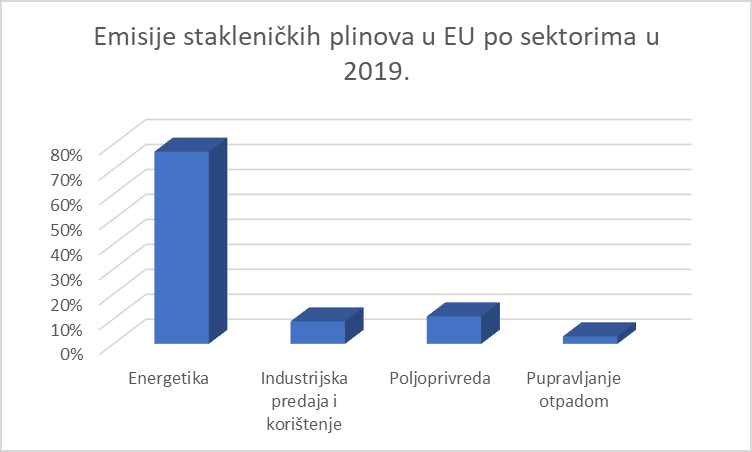 Emisije stakleničkih plinova u EU po sektorima u
2019.
80%
70%
60%
50%
40%
30%
20%
10%
0%
Energetika
Industrijska
predaja i
korištenje
Poljoprivreda
Pupravljanje
otpadom